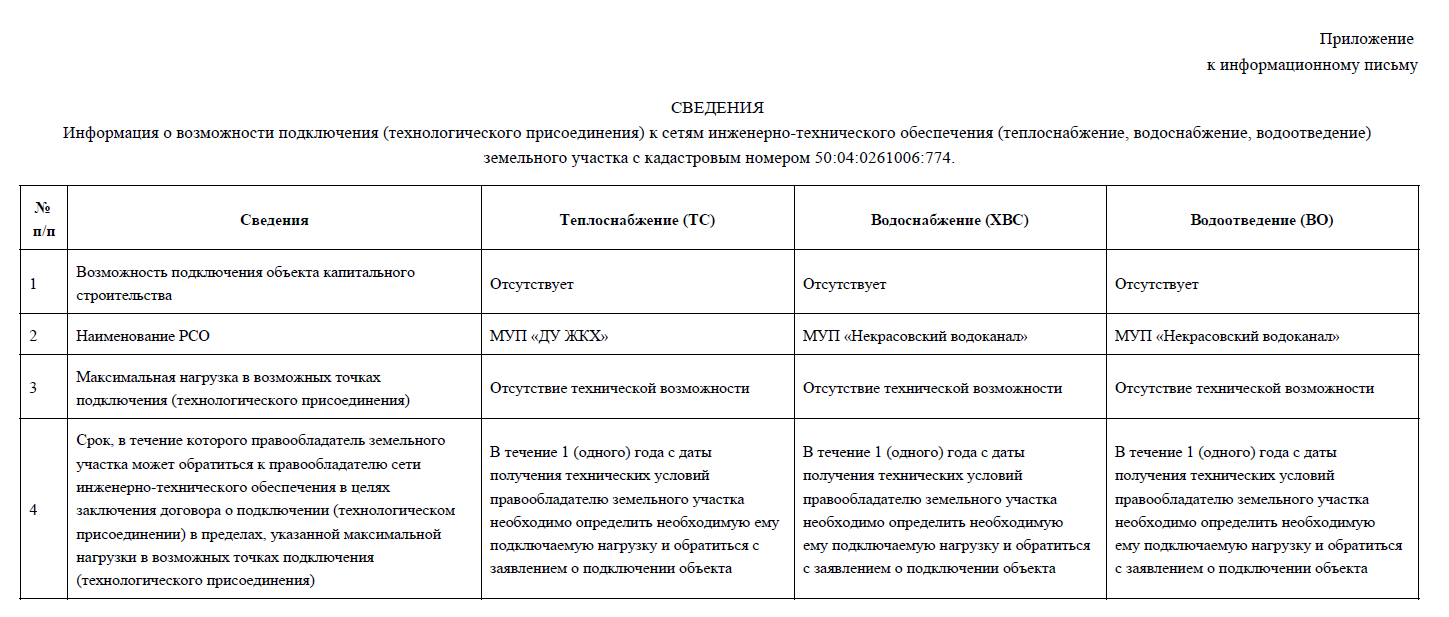 Приложение
к информационному письму
СВЕДЕНИЯ
Информация о возможности подключения (технологического присоединения) к сетям инженерно-технического обеспечения (теплоснабжение, водоснабжение, водоотведение)
земельного участка с кадастровым номером 50:04:0261006:774.
№
п/п
Сведения
Теплоснабжение (ТС)
Водоснабжение (ХВС)
Водоотведение (ВО)
1
Возможность подключения объекта капитального
строительства
Отсутствует
Отсутствует
Отсутствует
2
Наименование РСО
МУП «ДУ ЖКХ»
МУП «Некрасовский водоканал»
МУП «Некрасовский водоканал»
3
Максимальная нагрузка в возможных точках
подключения (технологического присоединения)
Отсутствие технической возможности
Отсутствие технической возможности
Отсутствие технической возможности
4
Срок, в течение которого правообладатель земельного
участка может обратиться к правообладателю сети
инженерно-технического обеспечения в целях
заключения договора о подключении (технологическом
присоединении) в пределах, указанной максимальной
нагрузки в возможных точках подключения
(технологического присоединения)
В течение 1 (одного) года с даты
получения технических условий
правообладателю земельного участка
необходимо определить необходимую ему
подключаемую нагрузку и обратиться с
заявлением о подключении объекта
В течение 1 (одного) года с даты
получения технических условий
правообладателю земельного участка
необходимо определить необходимую
ему подключаемую нагрузку и обратиться
с заявлением о подключении объекта
В течение 1 (одного) года с даты
получения технических условий
правообладателю земельного участка
необходимо определить необходимую
ему подключаемую нагрузку и обратиться
с заявлением о подключении объекта